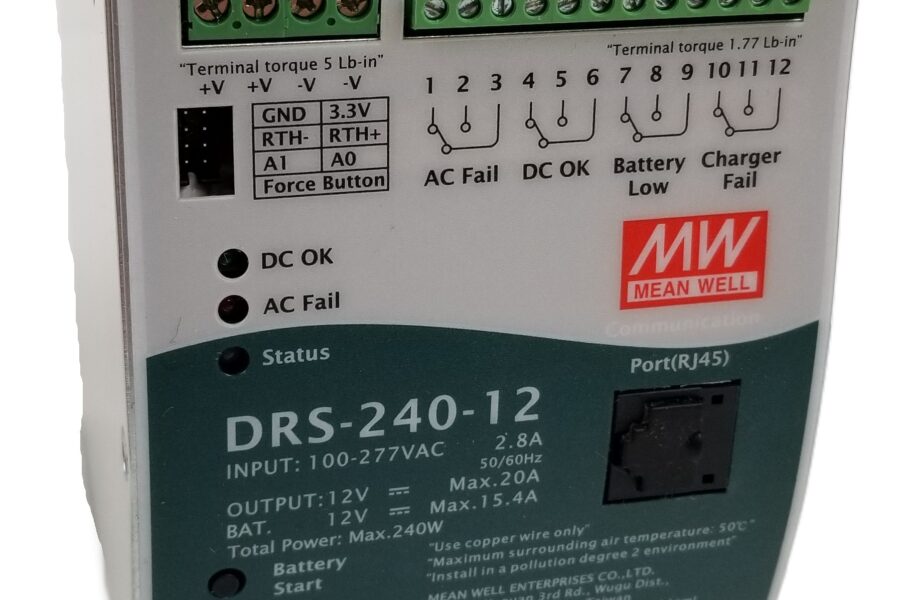 "Terminal torque 5 Lb-in"
+V +V -V -V
"Terminal torque 1.77 Lb-in"
1 2 3 4 5 6 7 8 9 10 11 12
GND 3.3V
RTH- RTH+
A1 A0
Force Button
AC Fail DC OK Battery Low Charger Fail
DC OK
AC Fail
Status
MW
MEAN WELL
Communication
Port(RJ45)
DRS-240-12
INPUT: 100-277VAC 2.8A
50/60Hz
OUTPUT: 12V Max.20A
BAT. 12V Max.15.4A
Total Power: Max.240W
Battery
Start
"Use copper wire only"
"Maximum surrounding air temperature: 50℃"
"Install in a pollution degree 2 environment"
MEAN WELL ENTERPRISES CO.,LTD.
3rd Rd., Wugu Dist.,